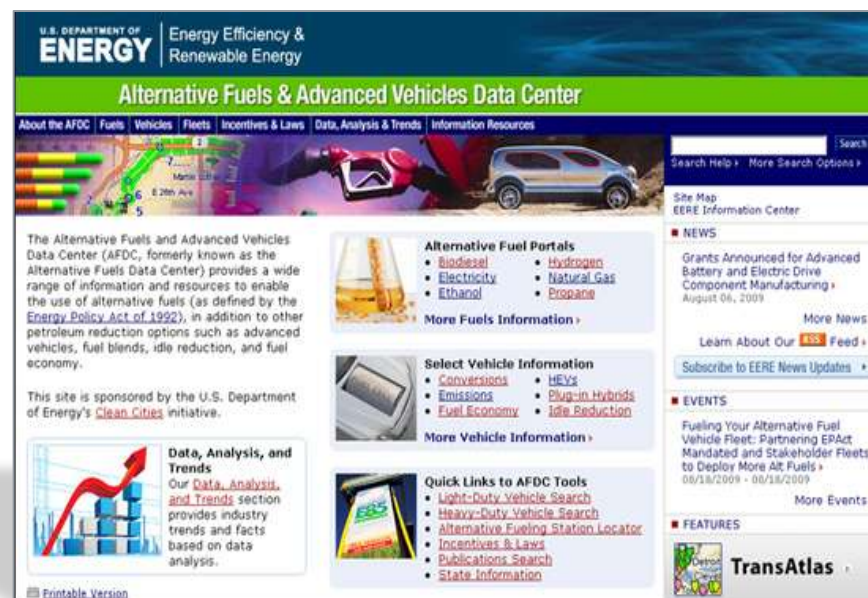 U.S. DEPARTMENT OF
ENERGY
Energy Efficiency &
Renewable Energy
Alternative Fuels & Advanced Vehicles Data Center
About the AFDC
Fuels
Vehicles
Fleets
Incentives & Laws
Data, Analysis & Trends
Information Resources
E 26th Ave
Search
Search Help
More Search Options
Site Map
EERE Information Center
The Alternative Fuels and Advanced Vehicles
Data Center (AFDC, formerly known as the
Alternative Fuels Data Center) provides a wide
range of information and resources to enable
the use of alternative fuels (as defined by the
Energy Policy Act of 1992), in addition to other
petroleum reduction options such as advanced
vehicles, fuel blends, idle reduction, and fuel
economy.
This site is sponsored by the U.S. Department
of Energy's Clean Cities initiative.
Data, Analysis, and
Trends
Our Data, Analysis,
and Trends section
provides industry
trends and facts
based on data
analysis.
Printable Version
Alternative Fuel Portals
• Biodiesel
• Electricity
• Ethanol
• Hydrogen
• Natural Gas
• Propane
More Fuels Information
Select Vehicle Information
• Conversions
• Emissions
• Fuel Economy
• HEVs
• Plug-in Hybrids
• Idle Reduction
More Vehicle Information
E85
Quick Links to AFDC Tools
• Light-Duty Vehicle Search
• Heavy-Duty Vehicle Search
• Alternative Fueling Station Locator
• Incentives & Laws
• Publications Search
• State Information
NEWS
Grants Announced for Advanced
Battery and Electric Drive
Component Manufacturing
August 06, 2009
More News
Learn About Our RSS Feed
Subscribe to EERE News Updates
EVENTS
Fueling Your Alternative Fuel
Vehicle Fleet: Partnering EPAct
Mandated and Stakeholder Fleets
to Deploy More Alt Fuels
08/18/2009 - 08/18/2009
More Events
FEATURES
Detroit
TransAtlas